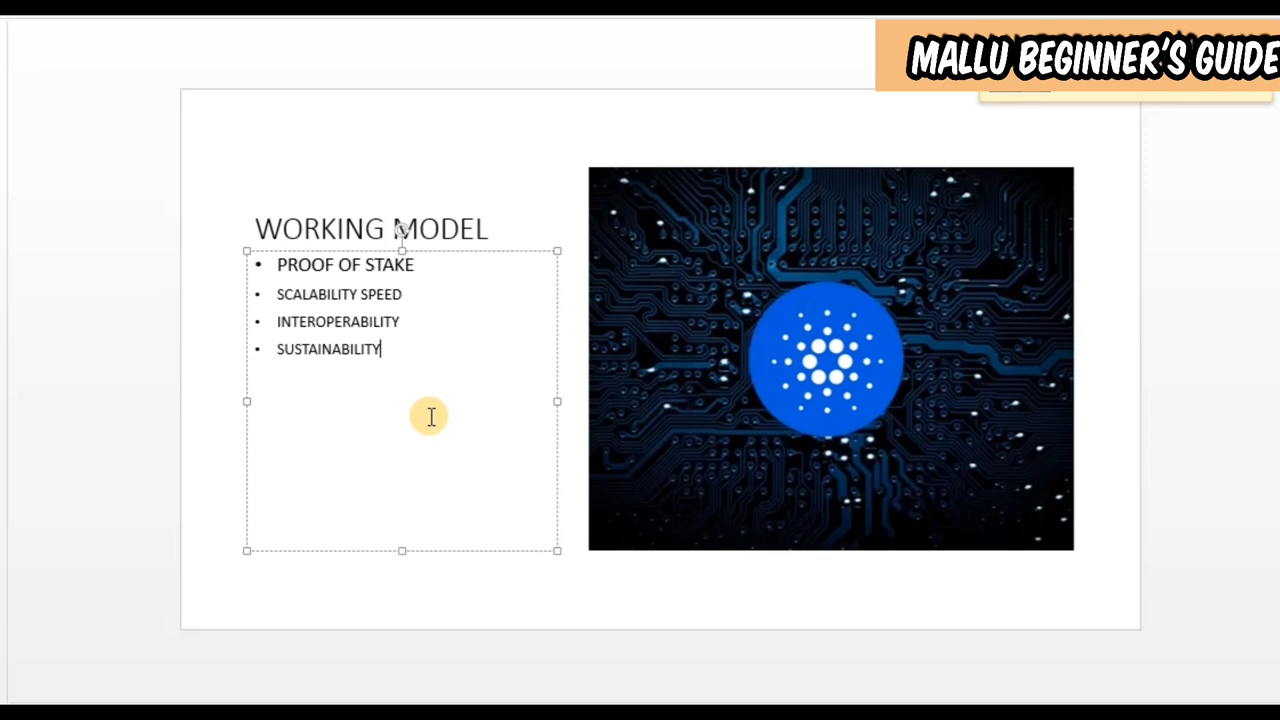 MALLU BEGINNER'S GUIDE
WORKING MODEL
• PROOF OF STAKE
• SCALABILITY SPEED
• INTEROPERABILITY
• SUSTAINABILITY